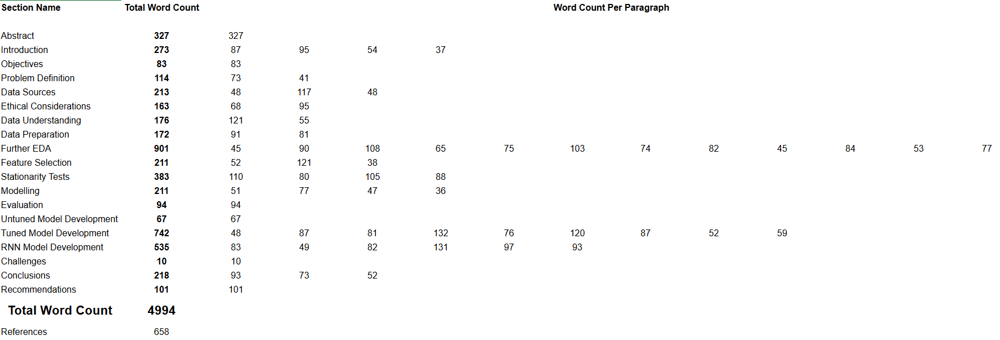 Section Name Total Word Count Word Count Per Paragraph
Abstract 327 327
Introduction 273 87 95 54 37
Objectives 83 83
Problem Definition 114 73 41
Data Sources 213 48 117 48
Ethical Considerations 163 68 95
Data Understanding 176 121 55
Data Preparation 172 91 81
Further EDA 901 45 90 108 65 75 103 74 82 45 84 53 77
Feature Selection 211 52 121 38
Stationarity Tests 383 110 80 105 88
Modelling 211 51 77 47 36
Evaluation 94 94
Untuned Model Development 67 67
Tuned Model Development 742 48 87 81 132 76 120 87 52 59
RNN Model Development 535 83 49 82 131 97 93
Challenges 10 10
Conclusions 218 93 73 52
Recommendations 101 101
Total Word Count 4994
References 658